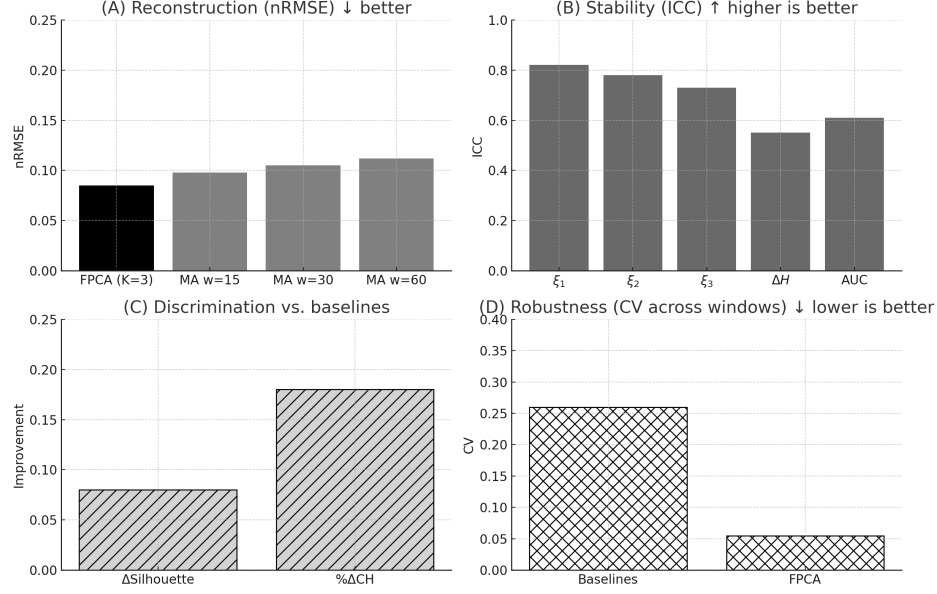 (A) Reconstruction (nRMSE) ↓ better
0.25
0.20
0.15
0.10
0.05
0.00
nRMSE
FPCA (K=3) MA w=15 MA w=30 MA w=60
(B) Stability (ICC) ↑ higher is better
1.0
0.8
0.6
0.4
0.2
0.0
ICC
ξ₁ ξ₂ ξ₃ ΔH AUC
(C) Discrimination vs. baselines
0.25
0.20
0.15
0.10
0.05
0.00
Improvement
ΔSilhouette %ΔCH
(D) Robustness (CV across windows) ↓ lower is better
0.40
0.35
0.30
0.25
0.20
0.15
0.10
0.05
0.00
CV
Baselines FPCA